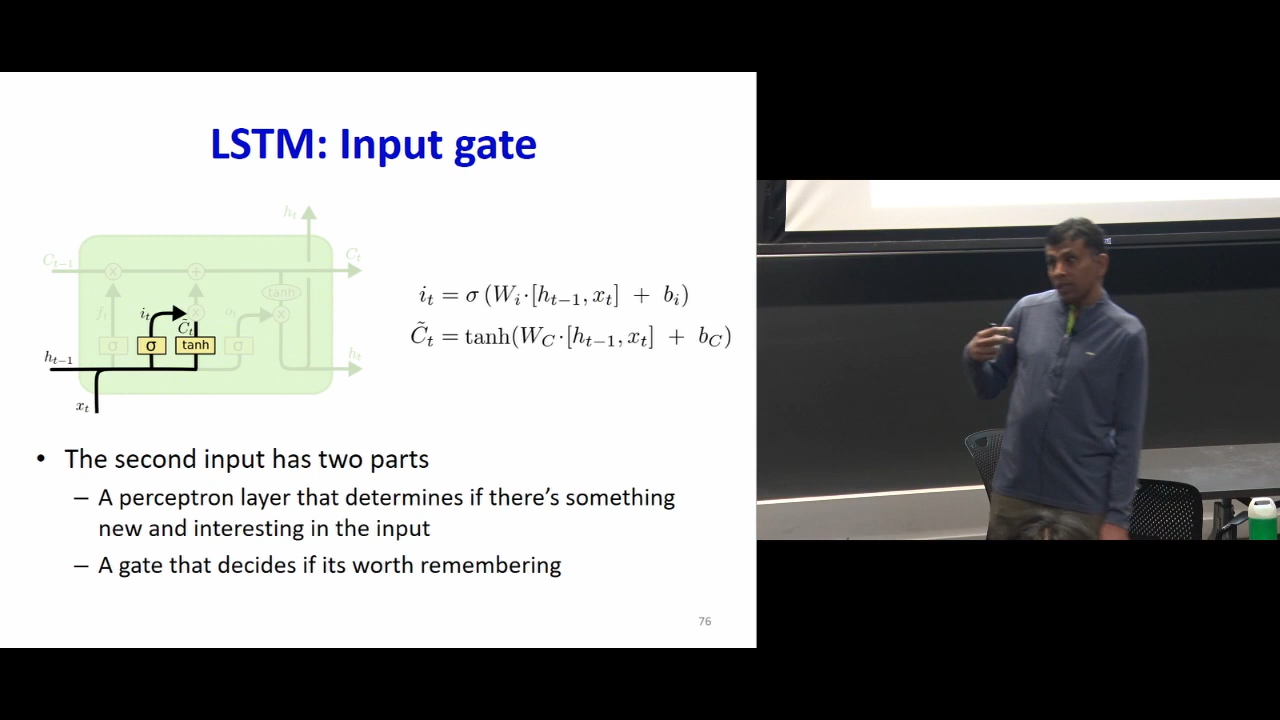 LSTM: Input gate
h_t
C_{t-1} C_t
× +
tanh
f_t i_t × o_t ×
C̃_t
σ σ tanh σ
h_{t-1} h_t
x_t
i_t = σ (W_i·[h_{t-1}, x_t] + b_i)
C̃_t = tanh(W_C·[h_{t-1}, x_t] + b_C)
• The second input has two parts
– A perceptron layer that determines if there's something
new and interesting in the input
– A gate that decides if its worth remembering
76